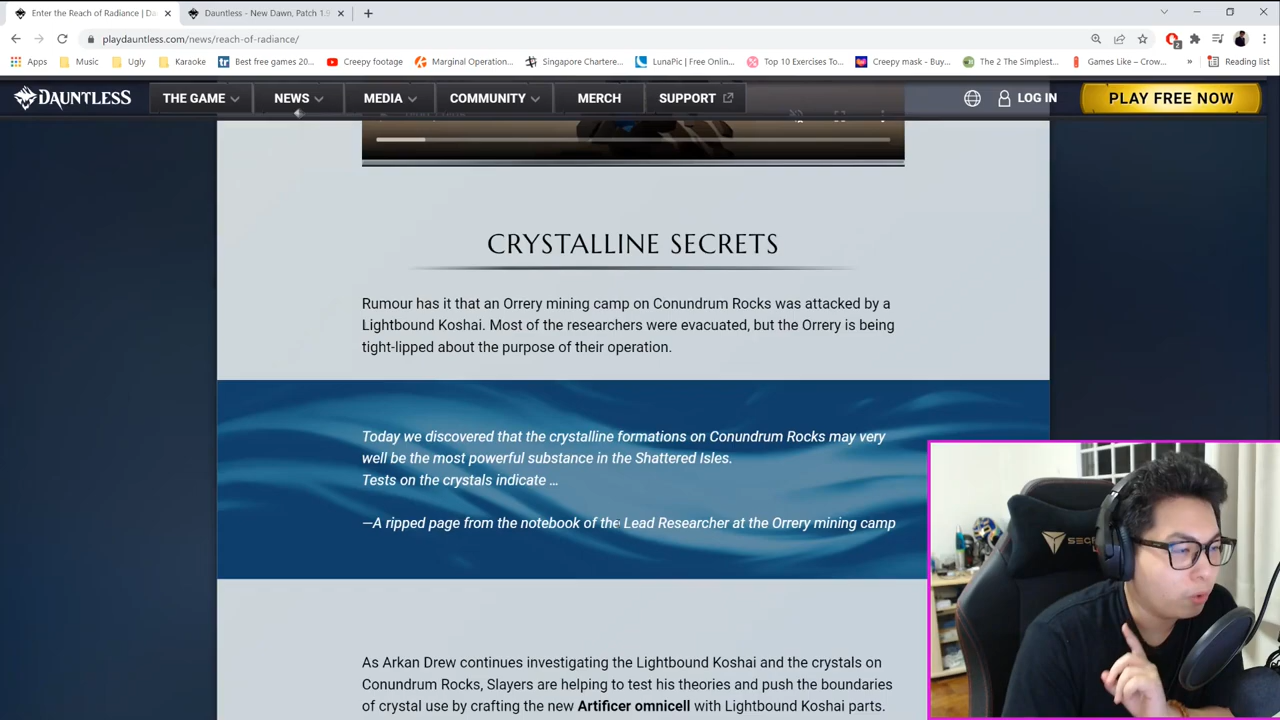 Enter the Reach of Radiance | Da
Dauntless - New Dawn, Patch 1.9
playdauntless.com/news/reach-of-radiance/
2
Apps
Music
Ugly
Karaoke
Best free games 20...
Creepy footage
Marginal Operation...
Singapore Chartere...
LunaPic | Free Onlin...
Top 10 Exercises To...
Creepy mask - Buy...
The 2 The Simplest...
Games Like – Crow...
»
Reading list
DAUNTLESS
THE GAME
NEWS
MEDIA
COMMUNITY
MERCH
SUPPORT
LOG IN
PLAY FREE NOW
CRYSTALLINE SECRETS
Rumour has it that an Orrery mining camp on Conundrum Rocks was attacked by a
Lightbound Koshai. Most of the researchers were evacuated, but the Orrery is being
tight-lipped about the purpose of their operation.
Today we discovered that the crystalline formations on Conundrum Rocks may very
well be the most powerful substance in the Shattered Isles.
Tests on the crystals indicate ...
—A ripped page from the notebook of the Lead Researcher at the Orrery mining camp
As Arkan Drew continues investigating the Lightbound Koshai and the crystals on
Conundrum Rocks, Slayers are helping to test his theories and push the boundaries
of crystal use by crafting the new Artificer omnicell with Lightbound Koshai parts.